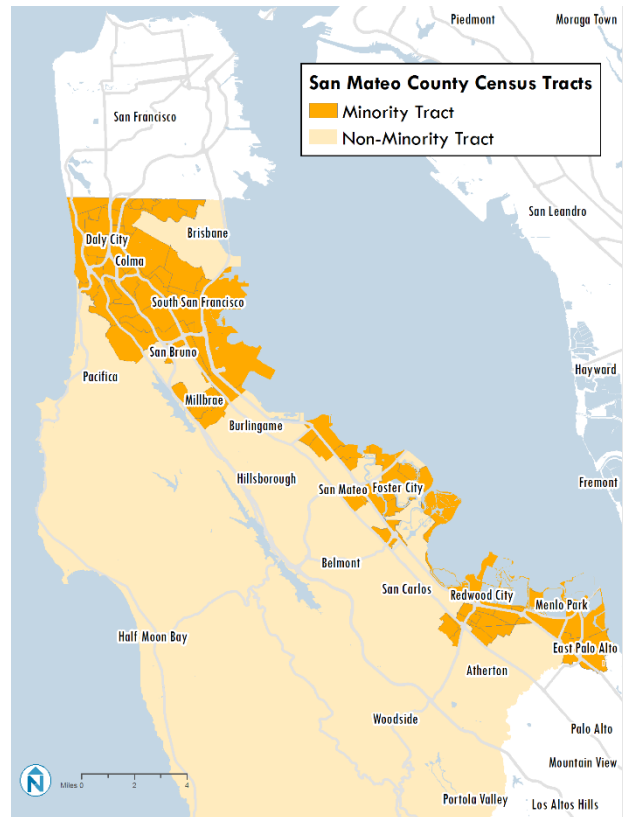 Piedmont
Moraga Town
San Mateo County Census Tracts
Minority Tract
Non-Minority Tract
San Francisco
San Leandro
Brisbane
Daly City
Colma
South San Francisco
San Bruno
Hayward
Pacifica
Millbrae
Burlingame
Hillsborough
San Mateo
Foster City
Fremont
Belmont
San Carlos
Redwood City
Menlo Park
Half Moon Bay
East Palo Alto
Atherton
Woodside
Palo Alto
Mountain View
N
Miles 0 2 4
Portola Valley
Los Altos Hills